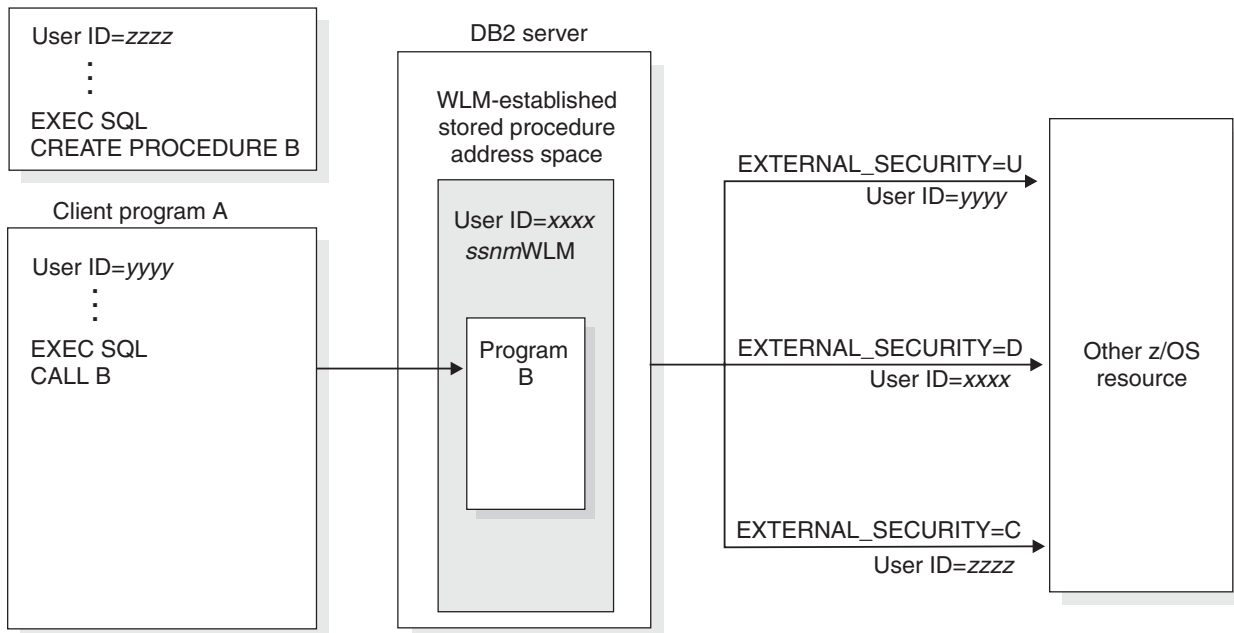 User ID=zzzz
EXEC SQL
CREATE PROCEDURE B
Client program A
User ID=yyyy
EXEC SQL
CALL B
DB2 server
WLM-established
stored procedure
address space
User ID=xxxx
ssnmWLM
Program
B
EXTERNAL_SECURITY=U
User ID=yyyy
EXTERNAL_SECURITY=D
User ID=xxxx
EXTERNAL_SECURITY=C
User ID=zzzz
Other z/OS
resource